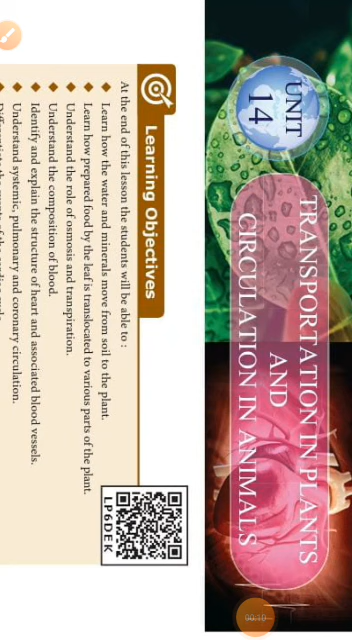 UNIT
14
TRANSPORTATION IN PLANTS
AND
CIRCULATION IN ANIMALS
Learning Objectives
At the end of this lesson the students will be able to :
Learn how the water and minerals move from soil to the plant.
Learn how prepared food by the leaf is translocated to various parts of the plant.
Understand the role of osmosis and transpiration.
Understand the composition of blood.
Identify and explain the structure of heart and associated blood vessels.
Understand systemic, pulmonary and coronary circulation.
LP6DEK
00:10